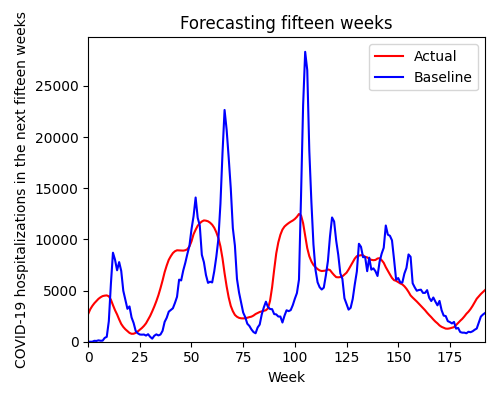 Forecasting fifteen weeks
Actual
Baseline
COVID-19 hospitalizations in the next fifteen weeks
25000
20000
15000
10000
5000
0
0 25 50 75 100 125 150 175
Week